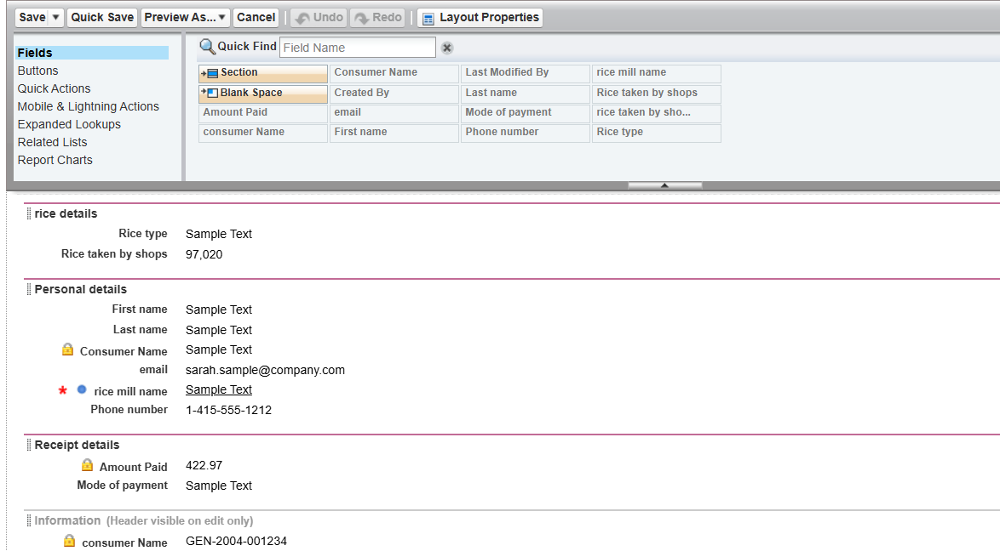 Save Quick Save Preview As... Cancel Undo Redo Layout Properties
Fields
Buttons
Quick Actions
Mobile & Lightning Actions
Expanded Lookups
Related Lists
Report Charts
Quick Find Field Name
Section Consumer Name Last Modified By rice mill name
Blank Space Created By Last name Rice taken by shops
Amount Paid email Mode of payment rice taken by sho...
consumer Name First name Phone number Rice type
rice details
Rice type Sample Text
Rice taken by shops 97,020
Personal details
First name Sample Text
Last name Sample Text
Consumer Name Sample Text
email sarah.sample@company.com
* rice mill name Sample Text
Phone number 1-415-555-1212
Receipt details
Amount Paid 422.97
Mode of payment Sample Text
Information (Header visible on edit only)
consumer Name GEN-2004-001234